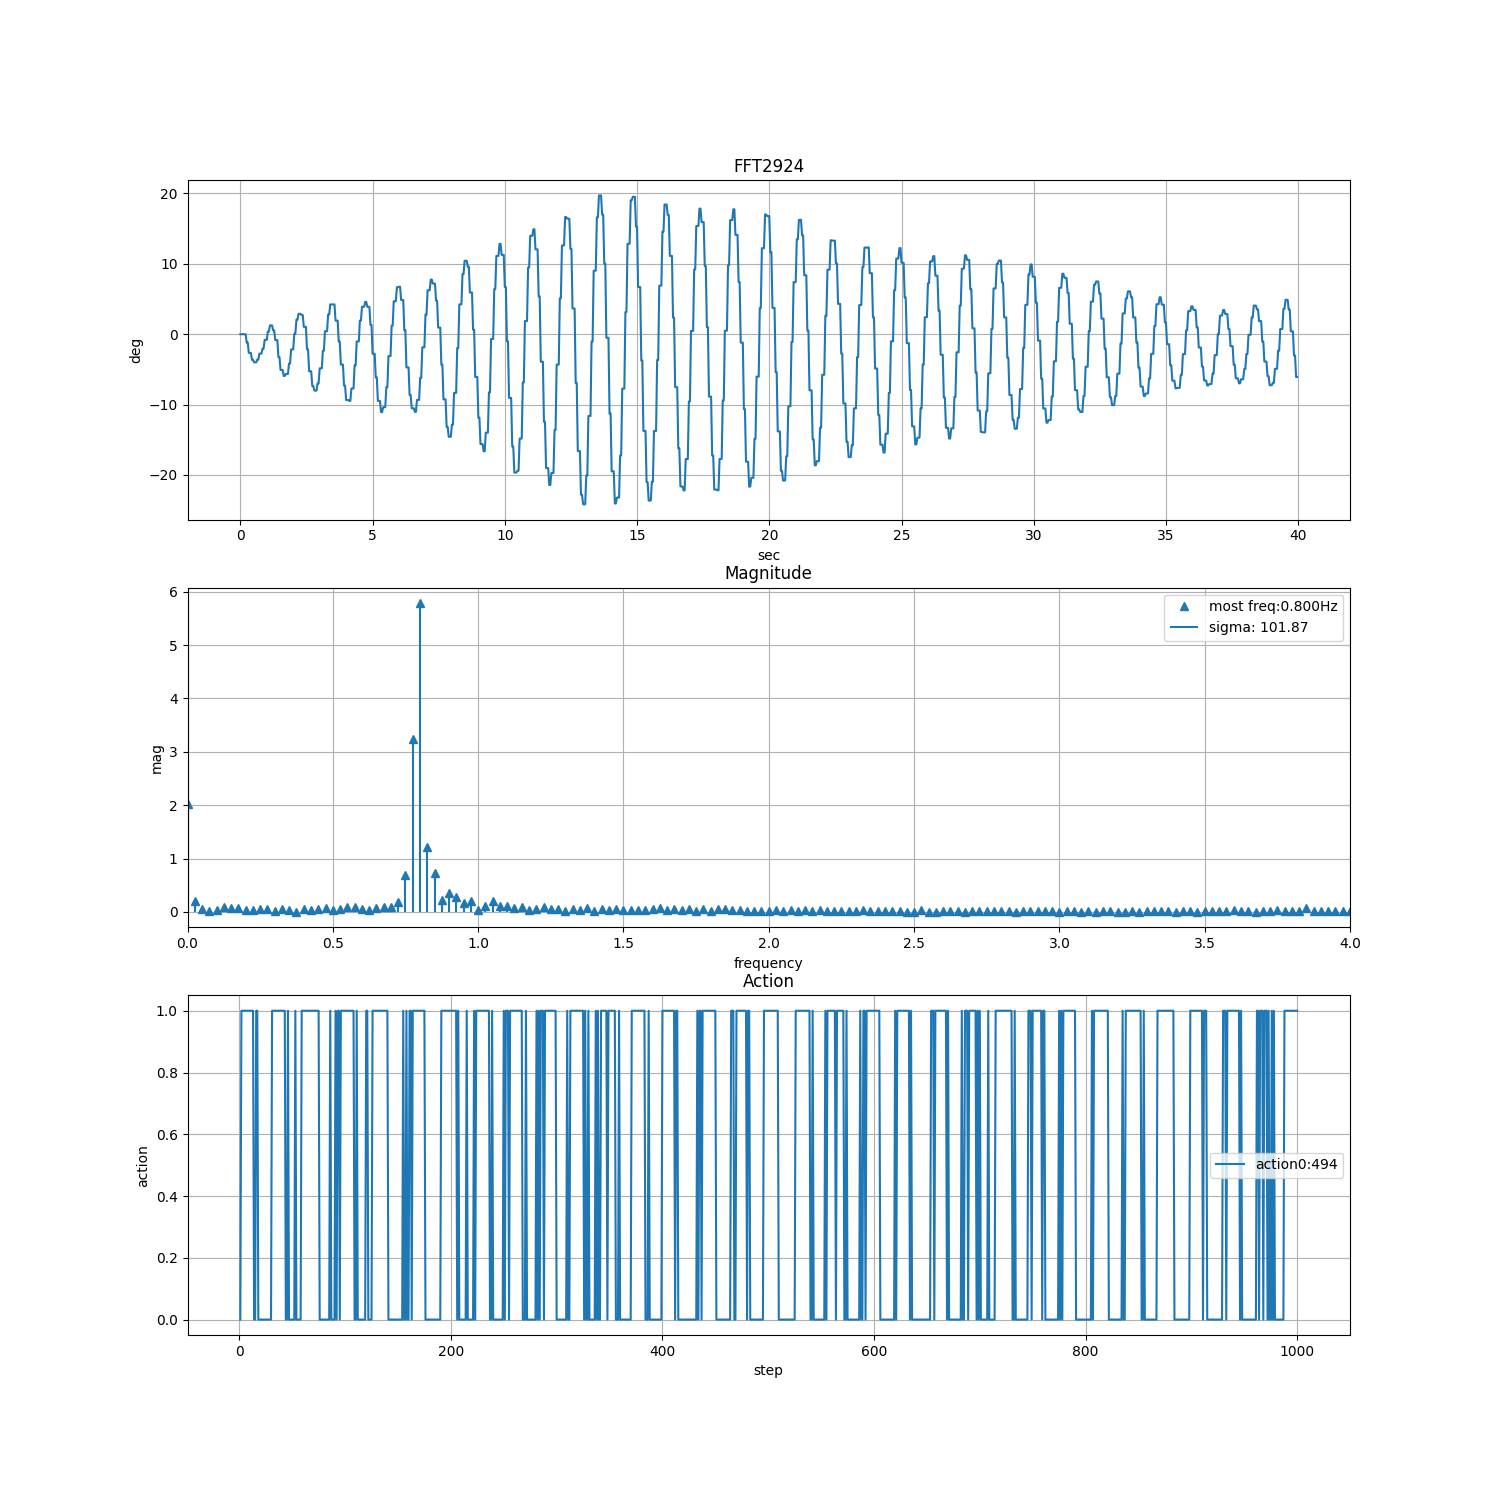 FFT2924
20
10
0
−10
−20
deg
0 5 10 15 20 25 30 35 40
sec
Magnitude
6
5
4
3
2
1
0
mag
most freq:0.800Hz
sigma: 101.87
0.0 0.5 1.0 1.5 2.0 2.5 3.0 3.5 4.0
frequency
Action
1.0
0.8
0.6
0.4
0.2
0.0
action
action0:494
0 200 400 600 800 1000
step